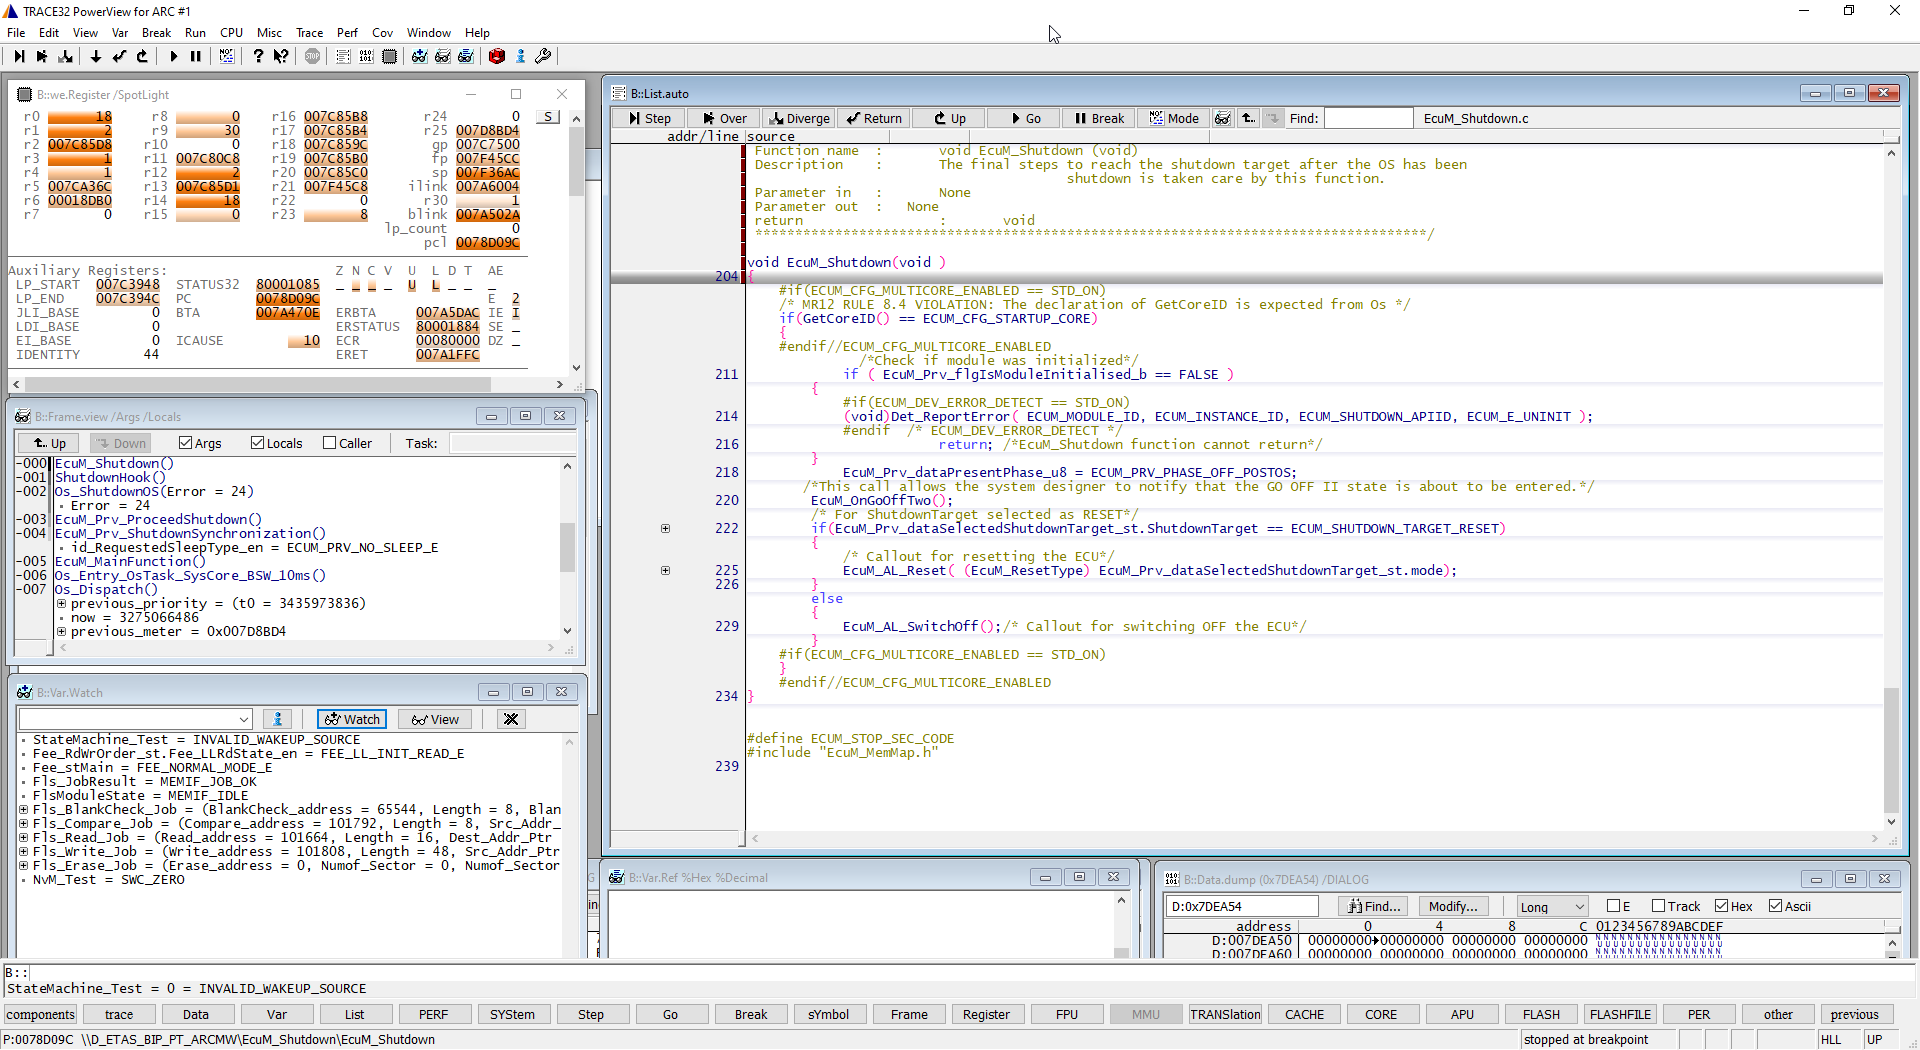 TRACE32 PowerView for ARC #1
File Edit View Var Break Run CPU Misc Trace Perf Cov Window Help
B::we.Register /SpotLight
r0 18 r8 0 r16 007C85B8 r24 0 S
r1 2 r9 30 r17 007C85B4 r25 007D8BD4
r2 007C85D8 r10 0 r18 007C859C gp 007C7500
r3 1 r11 007C80C8 r19 007C85B0 fp 007F45CC
r4 1 r12 2 r20 007C85C0 sp 007F36AC
r5 007CA36C r13 007C85D1 r21 007F45C8 ilink 007A6004
r6 00018DB0 r14 18 r22 0 r30 1
r7 0 r15 0 r23 8 blink 007A502A
lp_count 0
pcl 0078D09C
Auxiliary Registers: Z N C V U L D T AE
LP_START 007C3948 STATUS32 80001085 _ N C _ U L _ _ _
LP_END 007C394C PC 0078D09C E 2
JLI_BASE 0 BTA 007A470E ERBTA 007A5DAC IE I
LDI_BASE 0 ERSTATUS 80001884 SE _
EI_BASE 0 ICAUSE 10 ECR 00080000 DZ _
IDENTITY 44 ERET 007A1FFC
B::Frame.view /Args /Locals
Up Down Args Locals Caller Task:
-000 EcuM_Shutdown()
-001 ShutdownHook()
-002 Os_ShutdownOS(Error = 24)
Error = 24
-003 EcuM_Prv_ProceedShutdown()
-004 EcuM_Prv_ShutdownSynchronization()
id_RequestedSleepType_en = ECUM_PRV_NO_SLEEP_E
-005 EcuM_MainFunction()
-006 Os_Entry_OsTask_SysCore_BSW_10ms()
-007 Os_Dispatch()
previous_priority = (t0 = 3435973836)
now = 3275066486
previous_meter = 0x007D8BD4
B::Var.Watch
Watch View
StateMachine_Test = INVALID_WAKEUP_SOURCE
Fee_RdWrOrder_st.Fee_LLRdState_en = FEE_LL_INIT_READ_E
Fee_stMain = FEE_NORMAL_MODE_E
Fls_JobResult = MEMIF_JOB_OK
FlsModuleState = MEMIF_IDLE
Fls_BlankCheck_Job = (BlankCheck_address = 65544, Length = 8, Blan
Fls_Compare_Job = (Compare_address = 101792, Length = 8, Src_Addr_
Fls_Read_Job = (Read_address = 101664, Length = 16, Dest_Addr_Ptr
Fls_Write_Job = (Write_address = 101808, Length = 48, Src_Addr_Ptr
Fls_Erase_Job = (Erase_address = 0, Numof_Sector = 0, Numof_Sector
NvM_Test = SWC_ZERO
B::List.auto
Step Over Diverge Return Up Go Break Mode Find: EcuM_Shutdown.c
addr/line source
Function name : void EcuM_Shutdown (void)
Description : The final steps to reach the shutdown target after the OS has been
shutdown is taken care by this function.
Parameter in : None
Parameter out : None
return : void
************************************************************************************/
void EcuM_Shutdown(void )
204 {
#if(ECUM_CFG_MULTICORE_ENABLED == STD_ON)
/* MR12 RULE 8.4 VIOLATION: The declaration of GetCoreID is expected from Os */
if(GetCoreID() == ECUM_CFG_STARTUP_CORE)
{
#endif//ECUM_CFG_MULTICORE_ENABLED
/*Check if module was initialized*/
211 if ( EcuM_Prv_flgIsModuleInitialised_b == FALSE )
{
#if(ECUM_DEV_ERROR_DETECT == STD_ON)
214 (void)Det_ReportError( ECUM_MODULE_ID, ECUM_INSTANCE_ID, ECUM_SHUTDOWN_APIID, ECUM_E_UNINIT );
#endif /* ECUM_DEV_ERROR_DETECT */
216 return; /*EcuM_Shutdown function cannot return*/
}
218 EcuM_Prv_dataPresentPhase_u8 = ECUM_PRV_PHASE_OFF_POSTOS;
/*This call allows the system designer to notify that the GO OFF II state is about to be entered.*/
220 EcuM_OnGoOffTwo();
/* For ShutdownTarget selected as RESET*/
222 if(EcuM_Prv_dataSelectedShutdownTarget_st.ShutdownTarget == ECUM_SHUTDOWN_TARGET_RESET)
{
/* Callout for resetting the ECU*/
225 EcuM_AL_Reset( (EcuM_ResetType) EcuM_Prv_dataSelectedShutdownTarget_st.mode);
226 }
else
{
229 EcuM_AL_SwitchOff();/* Callout for switching OFF the ECU*/
}
#if(ECUM_CFG_MULTICORE_ENABLED == STD_ON)
}
#endif//ECUM_CFG_MULTICORE_ENABLED
234 }
#define ECUM_STOP_SEC_CODE
#include "EcuM_MemMap.h"
239
B::Var.Ref %Hex %Decimal
B::Data.dump (0x7DEA54) /DIALOG
D:0x7DEA54 Find... Modify... Long E Track Hex Ascii
address 0 4 8 C 0123456789ABCDEF
D:007DEA50 00000000 00000000 00000000 00000000
D:007DEA60 00000000 00000000 00000000 00000000
B::
StateMachine_Test = 0 = INVALID_WAKEUP_SOURCE
components trace Data Var List PERF SYStem Step Go Break sYmbol Frame Register FPU MMU TRANSlation CACHE CORE APU FLASH FLASHFILE PER other previous
P:0078D09C \\D_ETAS_BIP_PT_ARCMW\EcuM_Shutdown\EcuM_Shutdown stopped at breakpoint HLL UP